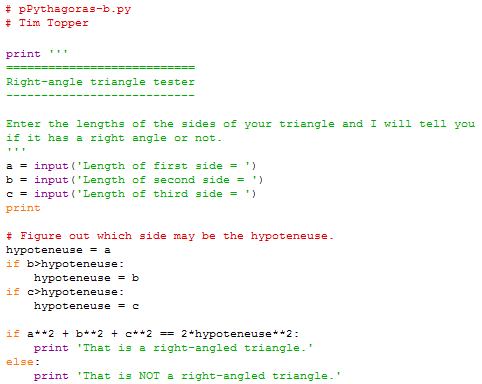 # pPythagoras-b.py
# Tim Topper

print '''
===========================
Right-angle triangle tester
---------------------------

Enter the lengths of the sides of your triangle and I will tell you
if it has a right angle or not.
'''
a = input('Length of first side = ')
b = input('Length of second side = ')
c = input('Length of third side = ')
print

# Figure out which side may be the hypoteneuse.
hypoteneuse = a
if b>hypoteneuse:
    hypoteneuse = b
if c>hypoteneuse:
    hypoteneuse = c

if a**2 + b**2 + c**2 == 2*hypoteneuse**2:
    print 'That is a right-angled triangle.'
else:
    print 'That is NOT a right-angled triangle.'